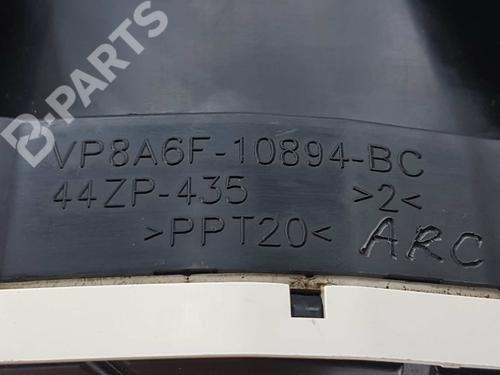 B-PARTS
VP8A6F-10894-BC
44ZP-435 >2<
>PPT20< ARC